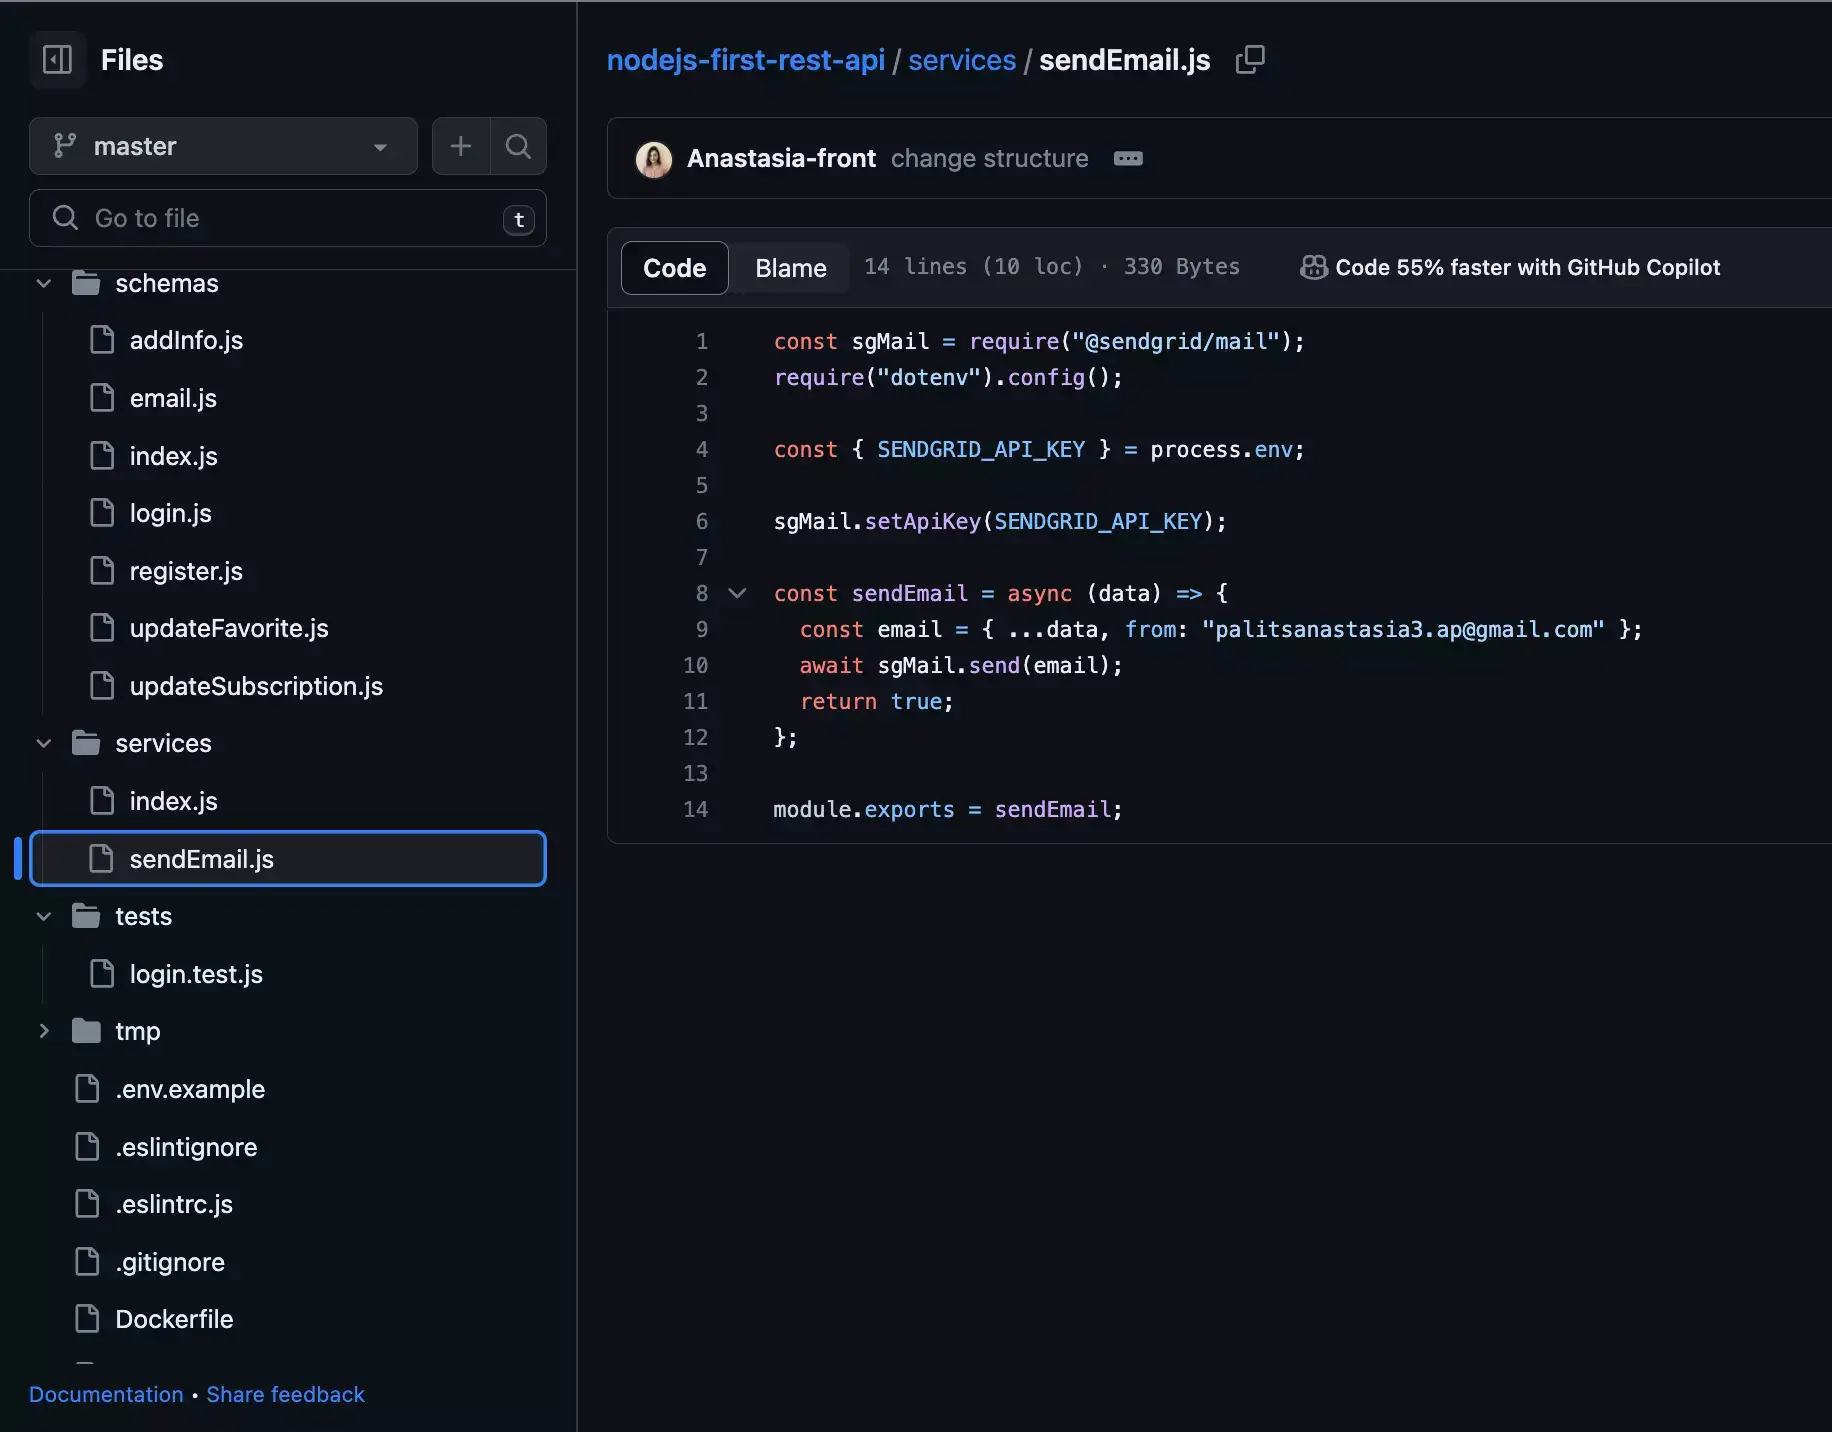 Files
master
Go to file
t
schemas
addInfo.js
email.js
index.js
login.js
register.js
updateFavorite.js
updateSubscription.js
services
index.js
sendEmail.js
tests
login.test.js
tmp
.env.example
.eslintignore
.eslintrc.js
.gitignore
Dockerfile
Documentation • Share feedback
nodejs-first-rest-api / services / sendEmail.js
Anastasia-front change structure
Code Blame 14 lines (10 loc) · 330 Bytes Code 55% faster with GitHub Copilot
1 const sgMail = require("@sendgrid/mail");
2 require("dotenv").config();
3
4 const { SENDGRID_API_KEY } = process.env;
5
6 sgMail.setApiKey(SENDGRID_API_KEY);
7
8 const sendEmail = async (data) => {
9 const email = { ...data, from: "palitsanastasia3.ap@gmail.com" };
10 await sgMail.send(email);
11 return true;
12 };
13
14 module.exports = sendEmail;